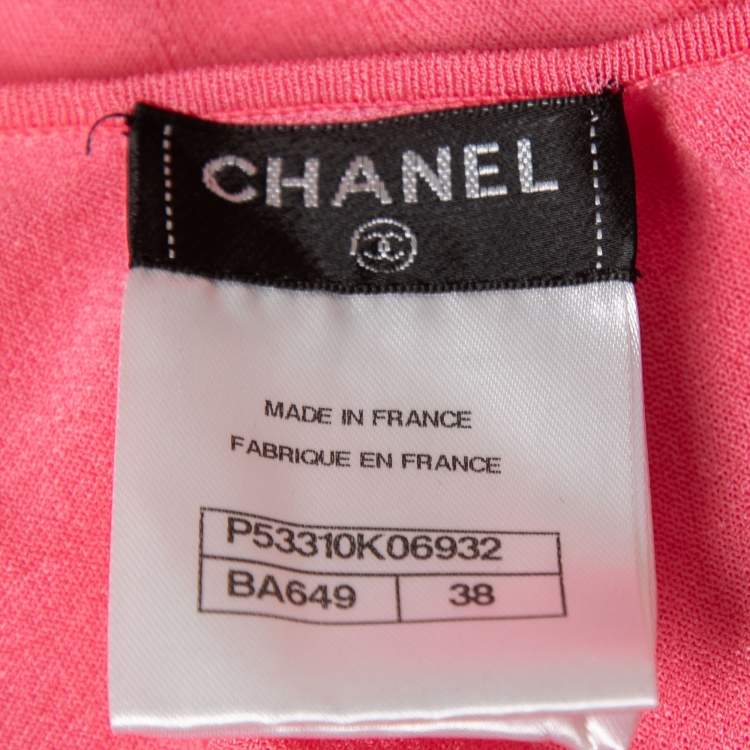 CHANEL
MADE IN FRANCE
FABRIQUE EN FRANCE
P53310K06932
BA649 38